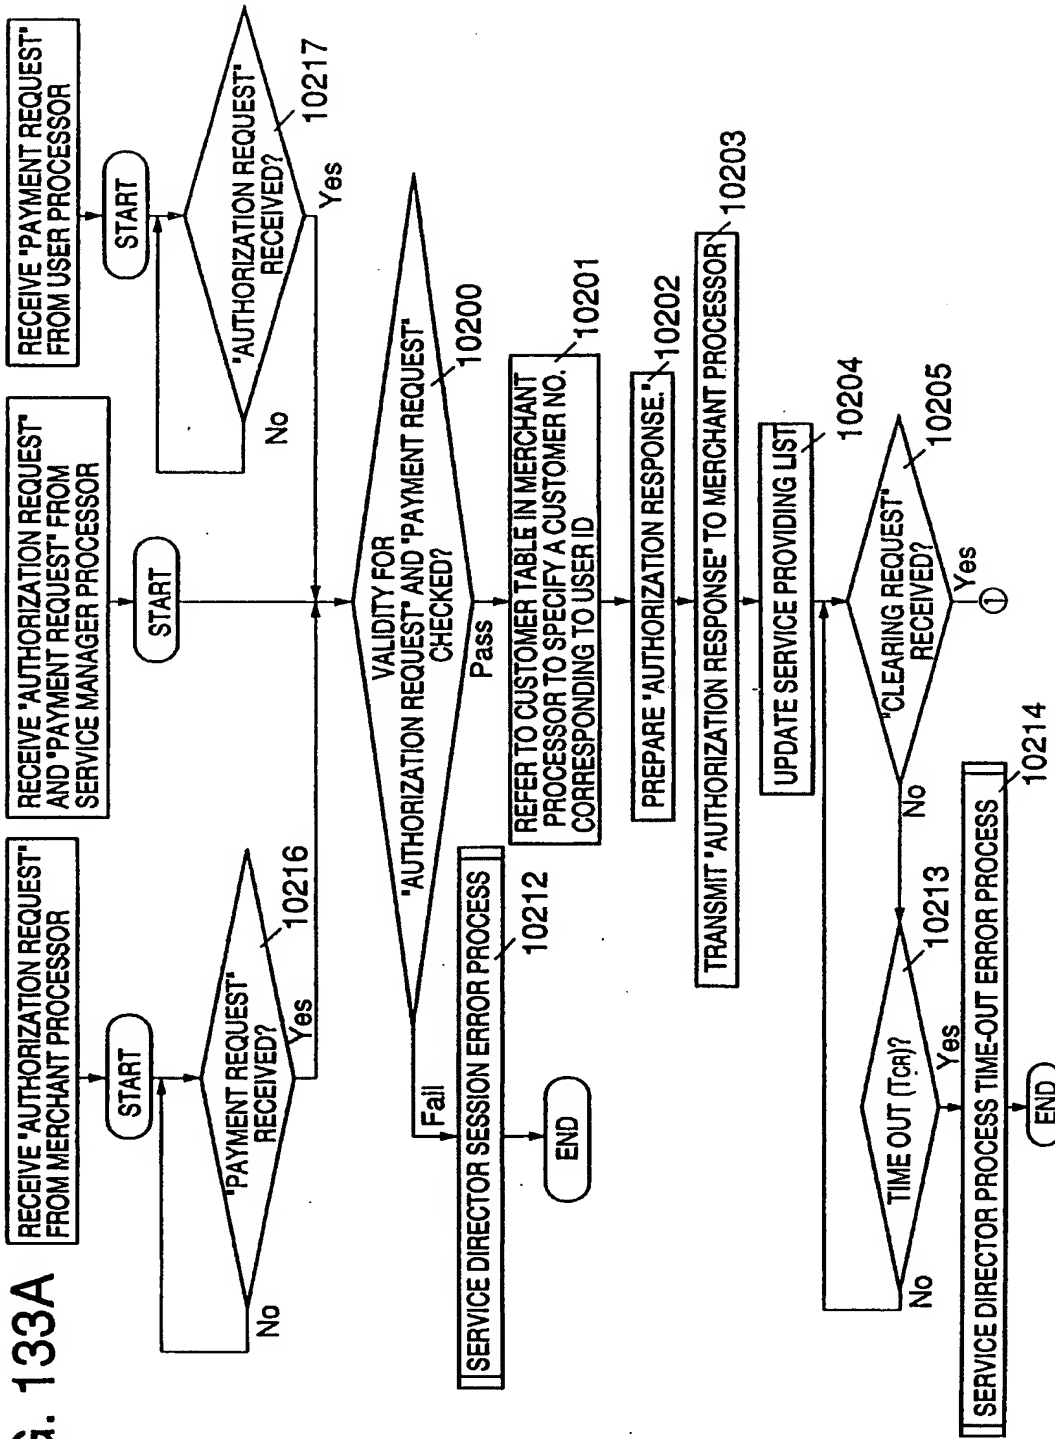 G. 133A
RECEIVE "AUTHORIZATION REQUEST"
FROM MERCHANT PROCESSOR
START
"PAYMENT REQUEST"
RECEIVED?
10216
No
Yes
RECEIVE "AUTHORIZATION REQUEST"
AND "PAYMENT REQUEST" FROM
SERVICE MANAGER PROCESSOR
START
RECEIVE "PAYMENT REQUEST"
FROM USER PROCESSOR
START
"AUTHORIZATION REQUEST"
RECEIVED?
10217
No
Yes
VALIDITY FOR
"AUTHORIZATION REQUEST" AND "PAYMENT REQUEST"
CHECKED?
10200
Fail
Pass
SERVICE DIRECTOR SESSION ERROR PROCESS
10212
END
REFER TO CUSTOMER TABLE IN MERCHANT
PROCESSOR TO SPECIFY A CUSTOMER NO.
CORRESPONDING TO USER ID
10201
PREPARE "AUTHORIZATION RESPONSE."
10202
TRANSMIT "AUTHORIZATION RESPONSE" TO MERCHANT PROCESSOR
10203
UPDATE SERVICE PROVIDING LIST
10204
"CLEARING REQUEST"
RECEIVED?
10205
No
Yes
1
TIME OUT (TCR)?
10213
No
Yes
SERVICE DIRECTOR PROCESS TIME-OUT ERROR PROCESS
10214
END